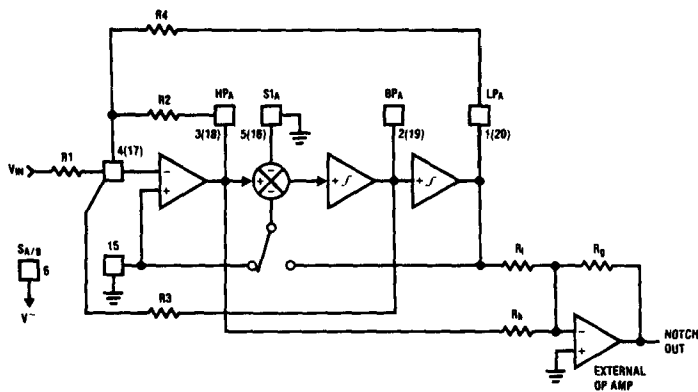 R4
HPA S1A BPA LPA
R2
3(18) 5(16) 2(19) 1(20)
VIN R1 4(17)
- + - - + ∫ + ∫
+
SA/B
6
V−
15
R3
Rl Rg
Rh
-
+
NOTCH
OUT
EXTERNAL
OP AMP